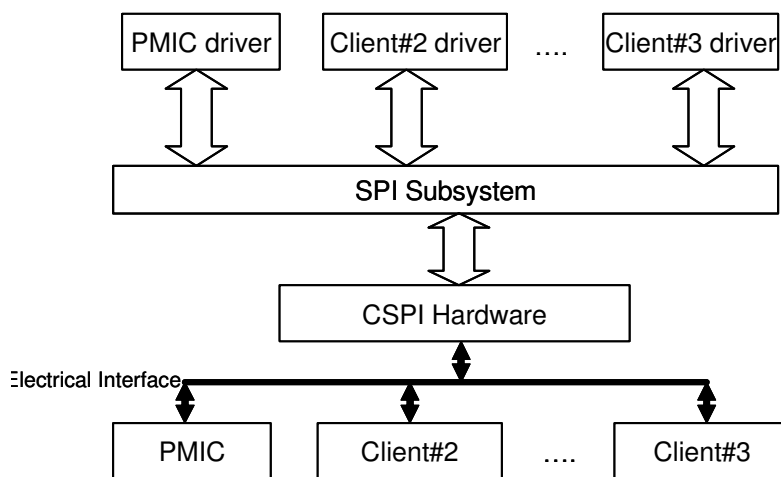 PMIC driver Client#2 driver .... Client#3 driver
SPI Subsystem
CSPI Hardware
Electrical Interface
PMIC Client#2 .... Client#3